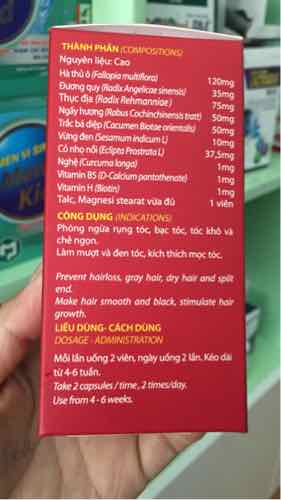 THÀNH PHẦN (COMPOSITIONS)
Nguyên liệu: Cao
Hà thủ ô (Fallopia multiflora) 120mg
Đương quy (Radix Angelicae sinensis) 35mg
Thục địa (Radix Rehmanniae) 75mg
Ngấy hương (Rubus Cochinchinensis tratt) 50mg
Trắc bá diệp (Cacumen Biotae orientalis) 50mg
Vừng đen (Sesamum indicum L) 10mg
Cỏ nhọ nồi (Eclipta Prostrata L) 37,5mg
Nghệ (Curcuma longa) 1mg
Vitamin B5 (D-Calcium pantothenate) 1mg
Vitamin H (Biotin) 1mg
Talc, Magnesi stearat vừa đủ 1 viên
CÔNG DỤNG (INDICATIONS)
Phòng ngừa rụng tóc, bạc tóc, tóc khô và
chẻ ngọn.
Làm mượt và đen tóc, kích thích mọc tóc.
Prevent hairloss, gray hair, dry hair and split
end.
Make hair smooth and black, stimulate hair
growth.
LIỀU DÙNG- CÁCH DÙNG
DOSAGE - ADMINISTRATION
Mỗi lần uống 2 viên, ngày uống 2 lần. Kéo dài
từ 4-6 tuần.
Take 2 capsules / time , 2 times/day.
Use from 4 - 6 weeks.